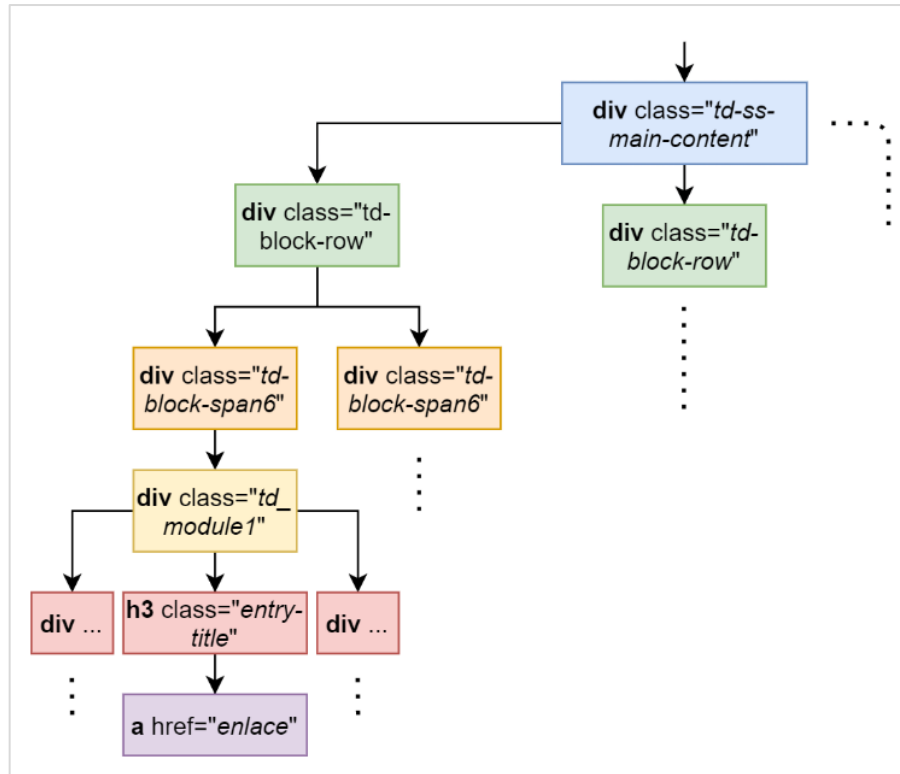 div class="td-ss-
main-content"
div class="td-
block-row"
div class="td-
block-row"
div class="td-
block-span6"
div class="td-
block-span6"
div class="td_
module1"
div ...
h3 class="entry-
title"
div ...
a href="enlace"